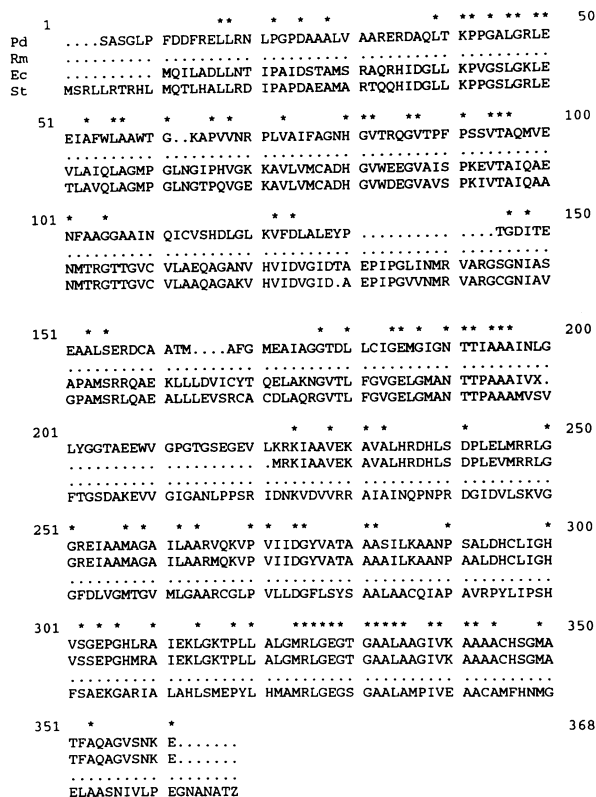 1 50
* * * * * * * * * * * * *
Pd ....SASGLP FDDFRELLRN LPGPDAAALV AARERDAQLT KPPGALGRLE
Rm .......... .......... .......... .......... ..........
Ec MQILADLLNT IPAIDSTAMS RAQRHIDGLL KPVGSLGKLE
St MSRLLRTRHL MQTLHALLRD IPAPDAEAMA RTQQHIDGLL KPPGSLGRLE
51 100
* * * * * * * * * * * * * * * * * *
EIAFWLAAWT G..KAPVVNR PLVAIFAGNH GVTRQGVTPF PSSVTAQMVE
.......... .......... .......... .......... ..........
VLAIQLAGMP GLNGIPHVGK KAVLVMCADH GVWEEGVAIS PKEVTAIQAE
TLAVQLAGMP GLNGTPQVGE KAVLVMCADH GVWDEGVAVS PKIVTAIQAA
101 150
* * * * * *
NFAAGGAAIN QICVSHDLGL KVFDLALEYP .......... ....TGDITE
.......... .......... .......... .......... ..........
NMTRGTTGVC VLAEQAGANV HVIDVGIDTA EPIPGLINMR VARGSGNIAS
NMTRGTTGVC VLAAQAGAKV HVIDVGID.A EPIPGVVNMR VARGCGNIAV
151 200
* * * * * * * * * * * * *
EAALSERDCA ATM....AFG MEAIAGGTDL LCIGEMGIGN TTIAAAINLG
.......... .......... .......... .......... ..........
APAMSRRQAE KLLLDVICYT QELAKNGVTL FGVGELGMAN TTPAAAIVX.
GPAMSRLQAE ALLLEVSRCA CDLAQRGVTL FGVGELGMAN TTPAAAMVSV
201 250
* * * * * *
LYGGTAEEWV GPGTGSEGEV LKRKIAAVEK AVALHRDHLS DPLELMRRLG
.......... .......... .MRKIAAVEK AVALHRDHLS DPLEVMRRLG
.......... .......... .......... .......... ..........
FTGSDAKEVV GIGANLPPSR IDNKVDVVRR AIAINQPNPR DGIDVLSKVG
251 300
* * * * * * * * * * * * *
GREIAAMAGA ILAARVQKVP VIIDGYVATA AASILKAANP SALDHCLIGH
GREIAAMAGA ILAARMQKVP VIIDGYVATA AAAILKAANP AALDHCLIGH
.......... .......... .......... .......... ..........
GFDLVGMTGV MLGAARCGLP VLLDGFLSYS AALAACQIAP AVRPYLIPSH
301 350
* * * * * * * * * * * * * * * * * * * * * * * * *
VSGEPGHLRA IEKLGKTPLL ALGMRLGEGT GAALAAGIVK AAAACHSGMA
VSSEPGHMRA IEKLGKTPLL ALGMRLGEGT GAALAAGIVK AAAACHSGMA
.......... .......... .......... .......... ..........
FSAEKGARIA LAHLSMEPYL HMAMRLGEGS GAALAMPIVE AACAMFHNMG
351 368
* *
TFAQAGVSNK E.......
TFAQAGVSNK E.......
.......... ........
ELAASNIVLP EGNANATZ